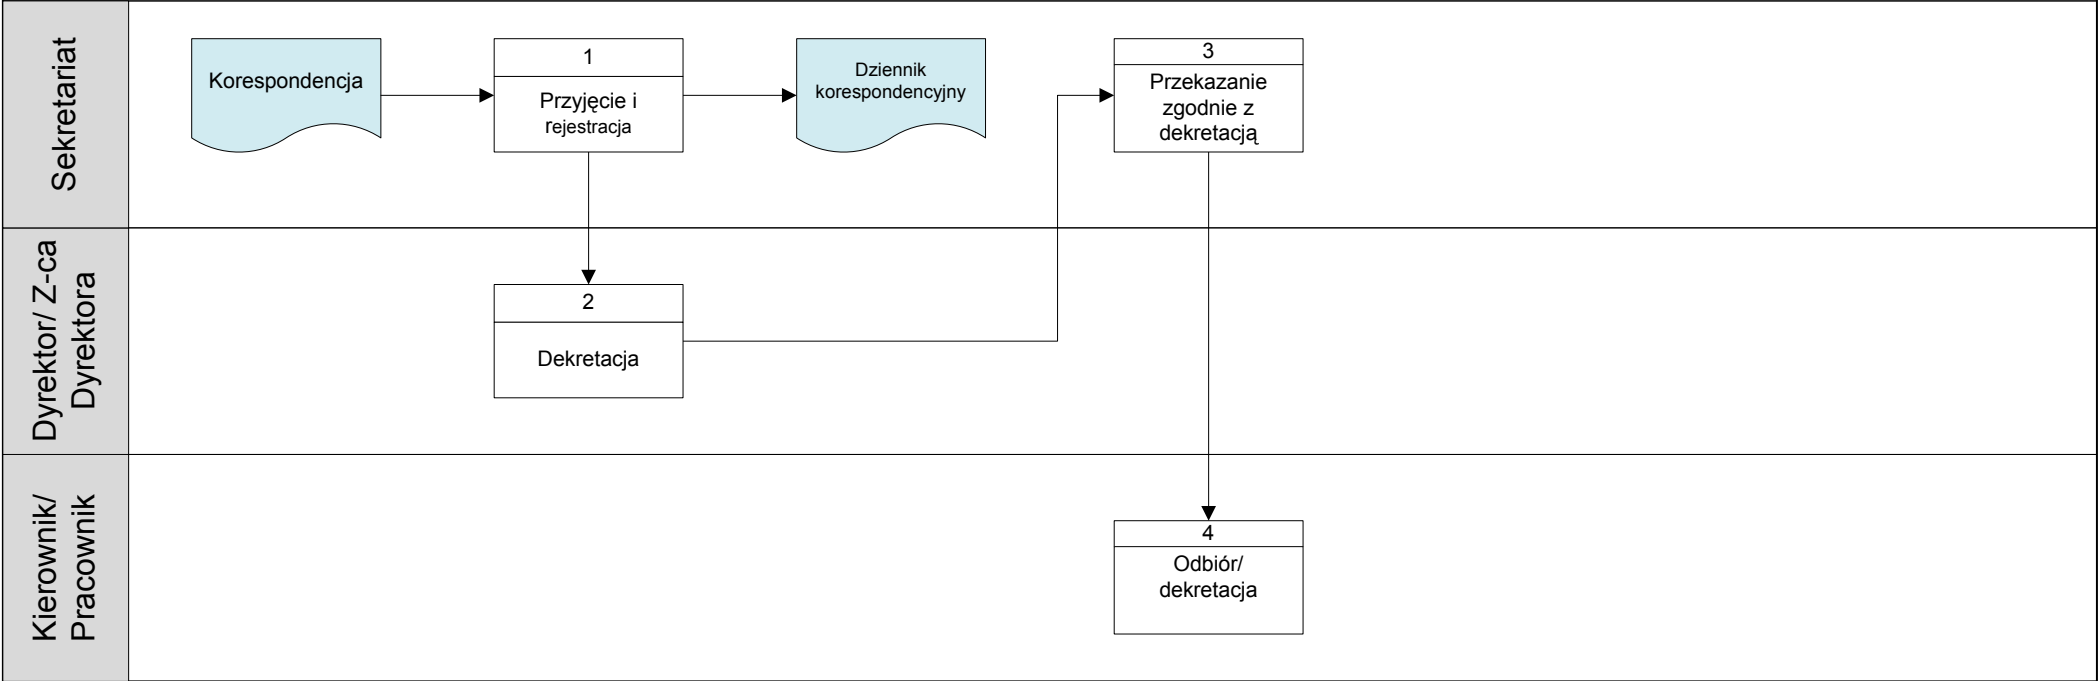 Sekretariat
Korespondencja
1
Przyjęcie i
rejestracja
Dziennik
korespondencyjny
3
Przekazanie
zgodnie z
dekretacją
Dyrektor/ Z-ca
Dyrektora
2
Dekretacja
Kierownik/
Pracownik
4
Odbiór/
dekretacja